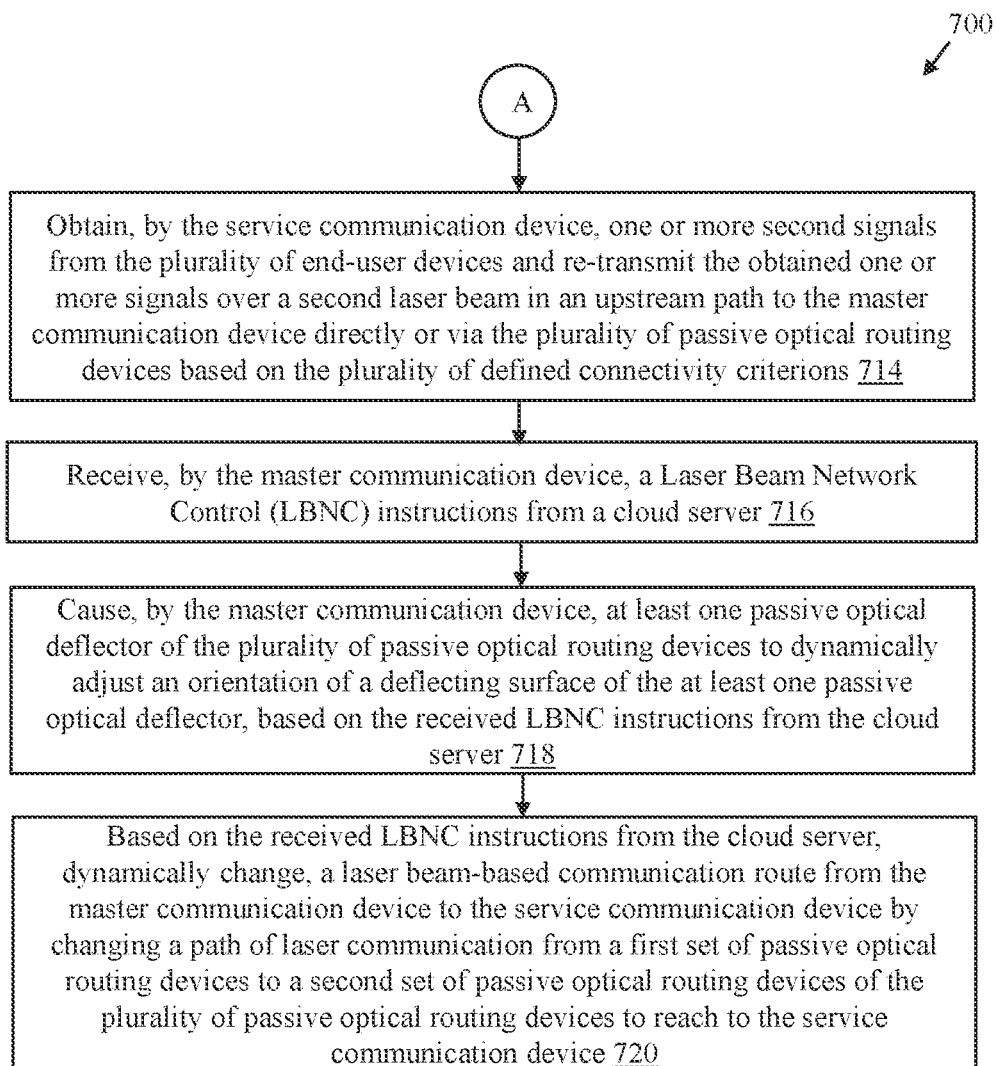 700
A
Obtain, by the service communication device, one or more second signals
from the plurality of end-user devices and re-transmit the obtained one or
more signals over a second laser beam in an upstream path to the master
communication device directly or via the plurality of passive optical routing
devices based on the plurality of defined connectivity criterions 714
Receive, by the master communication device, a Laser Beam Network
Control (LBNC) instructions from a cloud server 716
Cause, by the master communication device, at least one passive optical
deflector of the plurality of passive optical routing devices to dynamically
adjust an orientation of a deflecting surface of the at least one passive
optical deflector, based on the received LBNC instructions from the cloud
server 718
Based on the received LBNC instructions from the cloud server,
dynamically change, a laser beam-based communication route from the
master communication device to the service communication device by
changing a path of laser communication from a first set of passive optical
routing devices to a second set of passive optical routing devices of the
plurality of passive optical routing devices to reach to the service
communication device 720